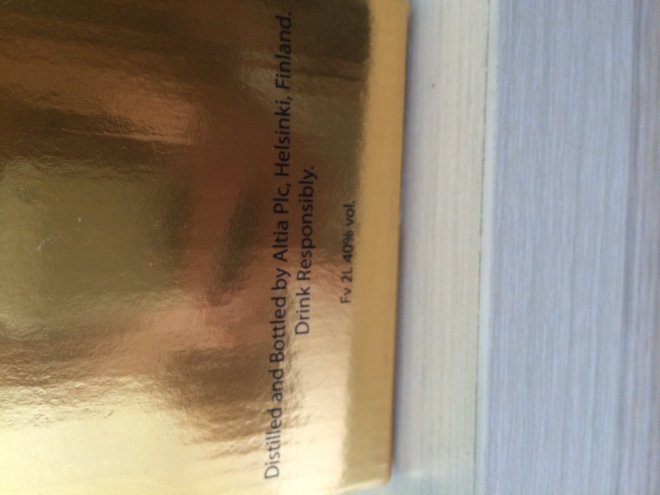 Distilled and Bottled by Altia Plc, Helsinki, Finland.
Drink Responsibly.
Fv 2L 40% vol.